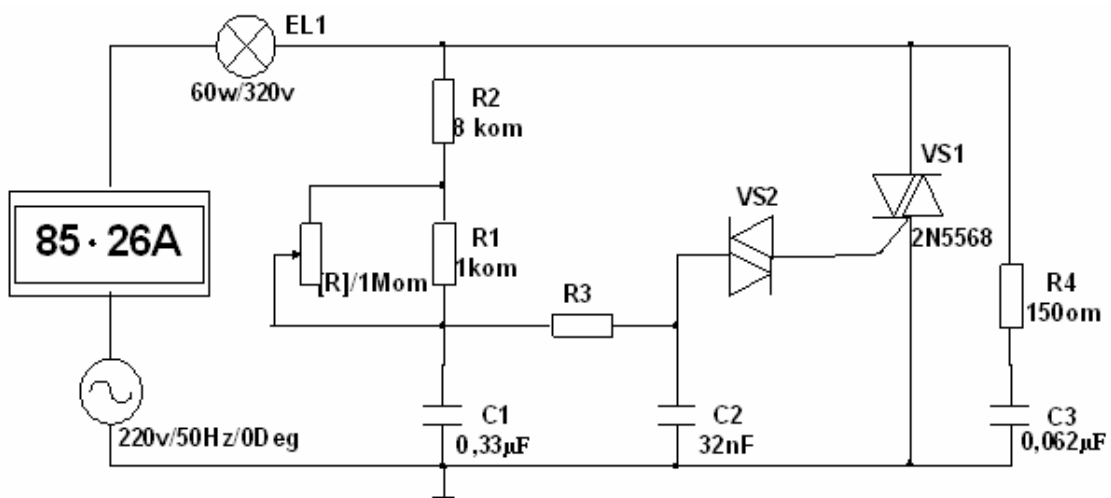 EL1
60w/320v
R2
8 kom
VS1
VS2
85.26A
R1
1kom
2N5568
[R]/1Mom
R3
R4
150om
C1
0,33µF
C2
32nF
C3
0,062µF
220v/50Hz/0Deg